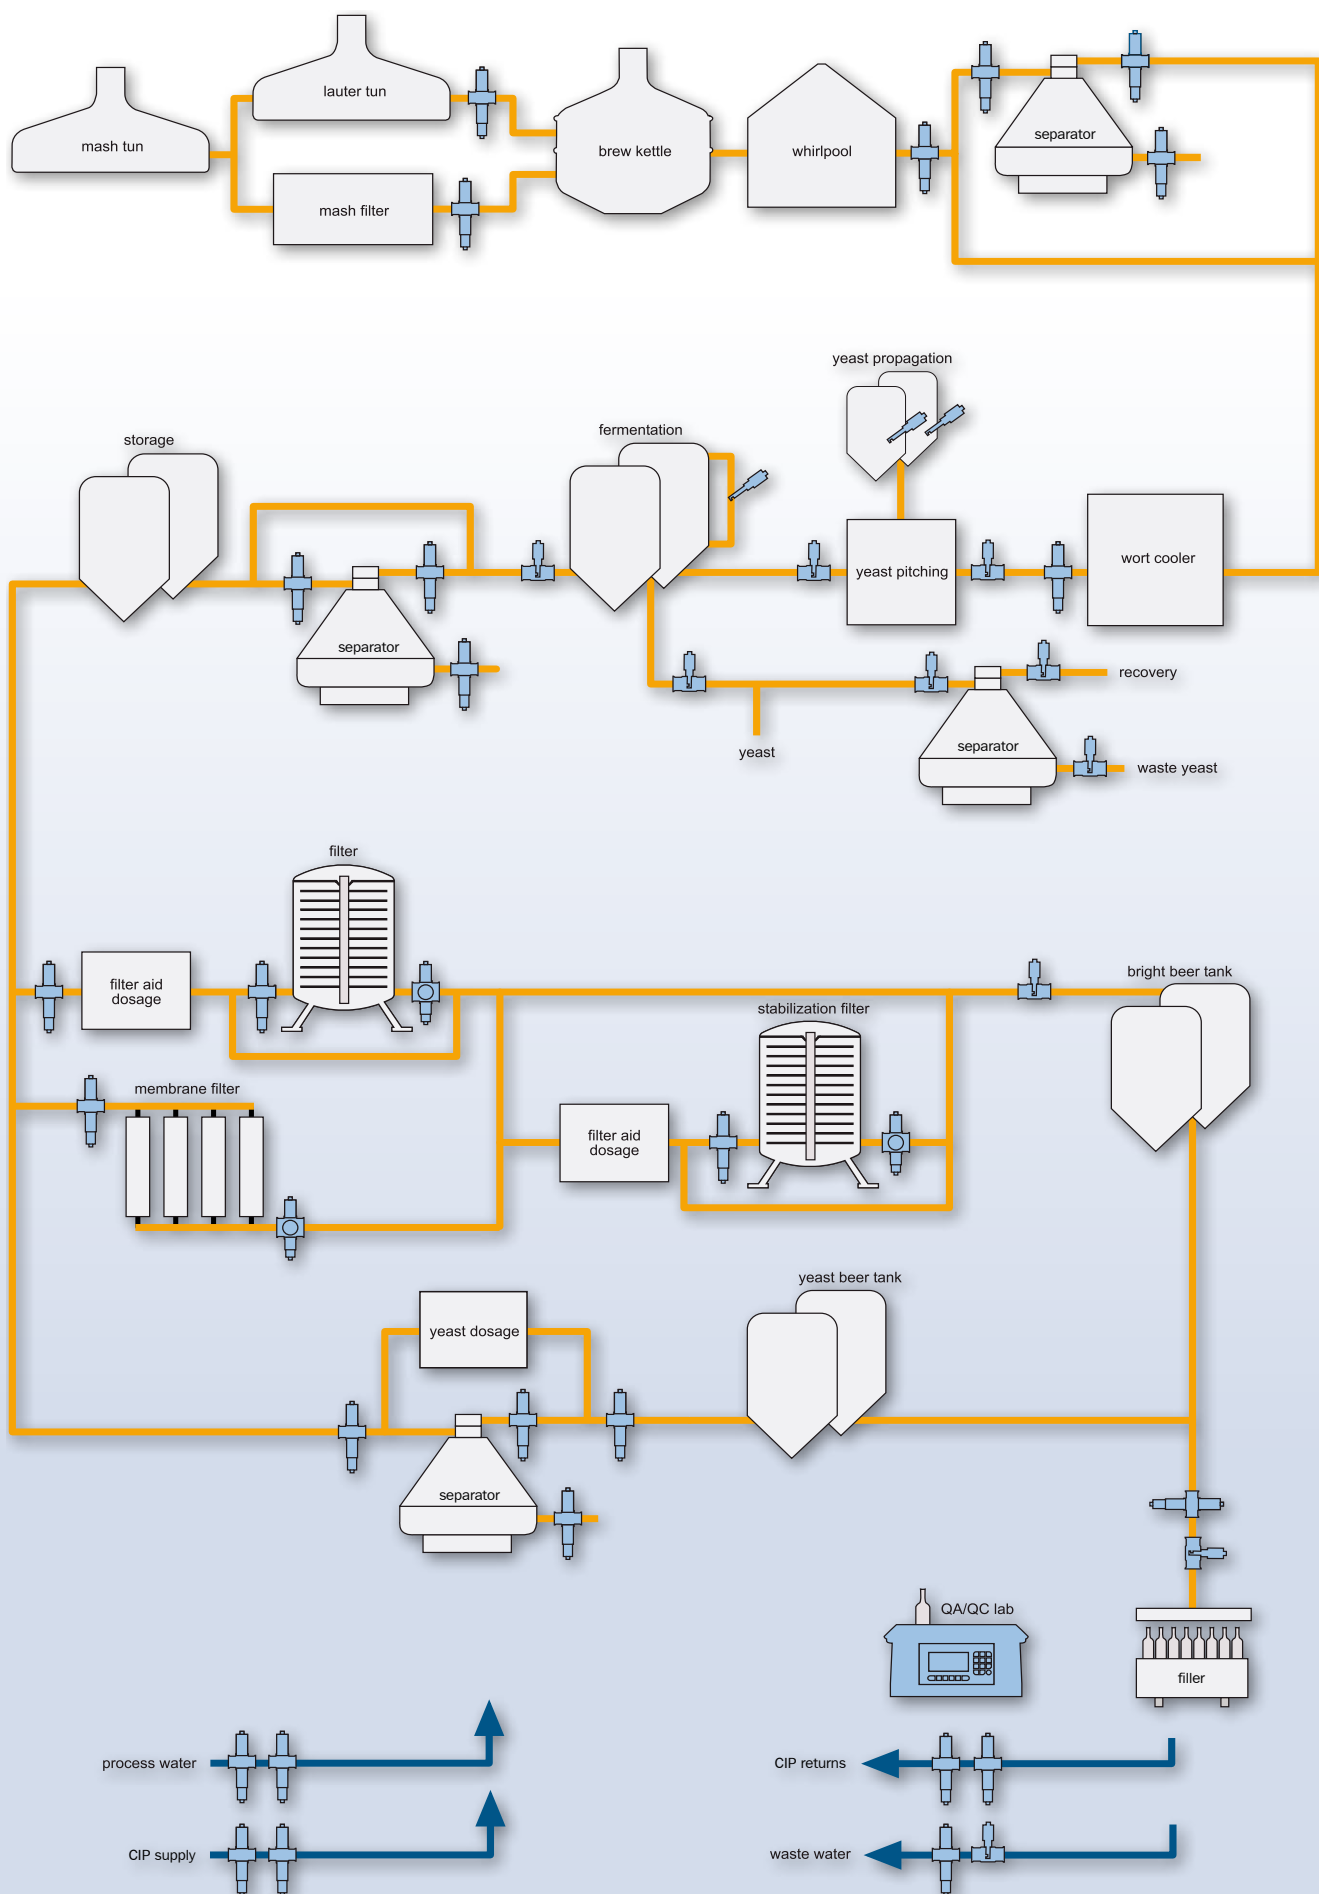 lauter tun
mash tun
brew kettle
whirlpool
separator
mash filter
yeast propagation
storage
fermentation
yeast pitching
wort cooler
separator
recovery
yeast
separator
waste yeast
filter
filter aid
dosage
bright beer tank
stabilization filter
membrane filter
filter aid
dosage
yeast beer tank
yeast dosage
separator
QA/QC lab
filler
process water
CIP returns
CIP supply
waste water